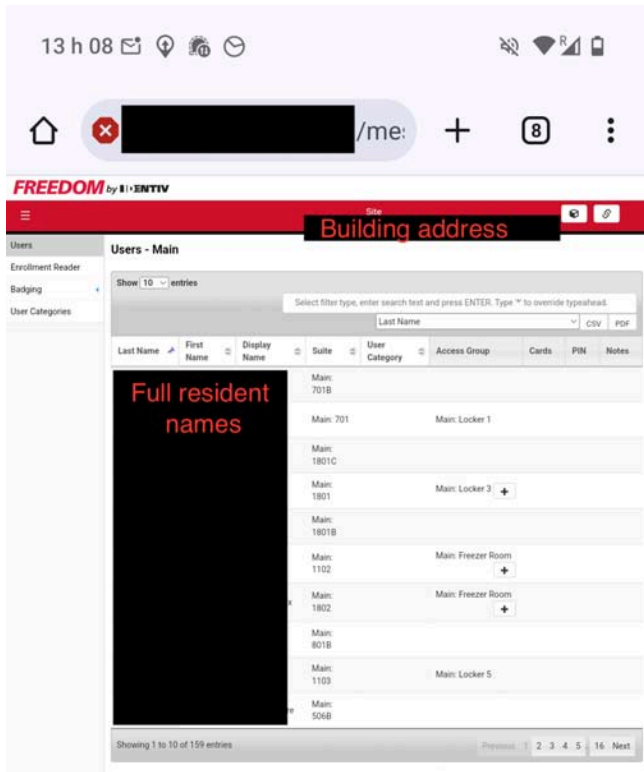 13 h 08
/me:
8
FREEDOM by IDENTIV
Site
Building address
Users
Enrollment Reader
Badging
User Categories
Users - Main
Show 10 entries
Select filter type, enter search text and press ENTER. Type '*' to override typeahead.
Last Name CSV PDF
Last Name First Name Display Name Suite User Category Access Group Cards PIN Notes
Full resident names
Main: 701B
Main: 701 Main: Locker 1
Main: 1801C
Main: 1801 Main: Locker 3 +
Main: 1801B
Main: 1102 Main: Freezer Room +
x Main: 1802 Main: Freezer Room +
Main: 801B
Main: 1103 Main: Locker 5
re Main: 506B
Showing 1 to 10 of 159 entries
Previous 1 2 3 4 5 .. 16 Next